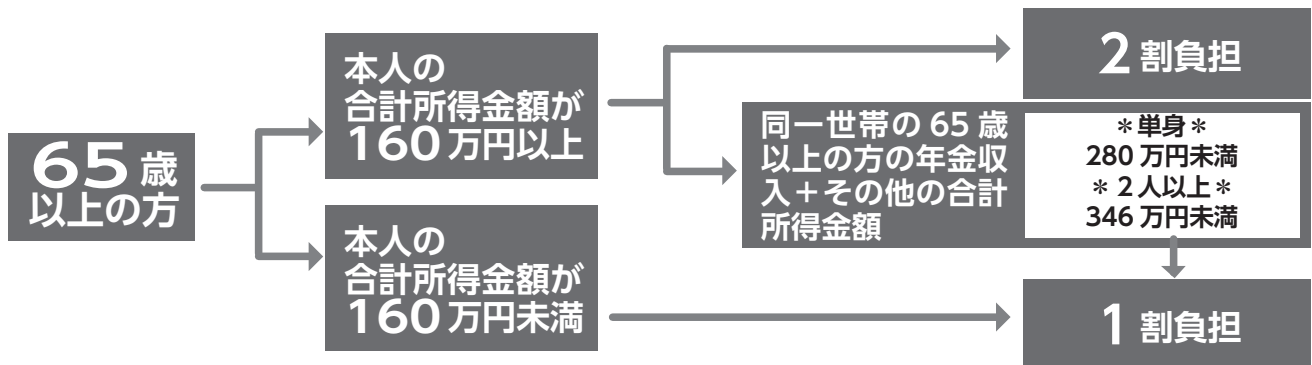 65歳
以上の方
本人の
合計所得金額が
160万円以上
本人の
合計所得金額が
160万円未満
2割負担
同一世帯の65歳
以上の方の年金収
入+その他の合計
所得金額
*単身*
280万円未満
*2人以上*
346万円未満
1割負担